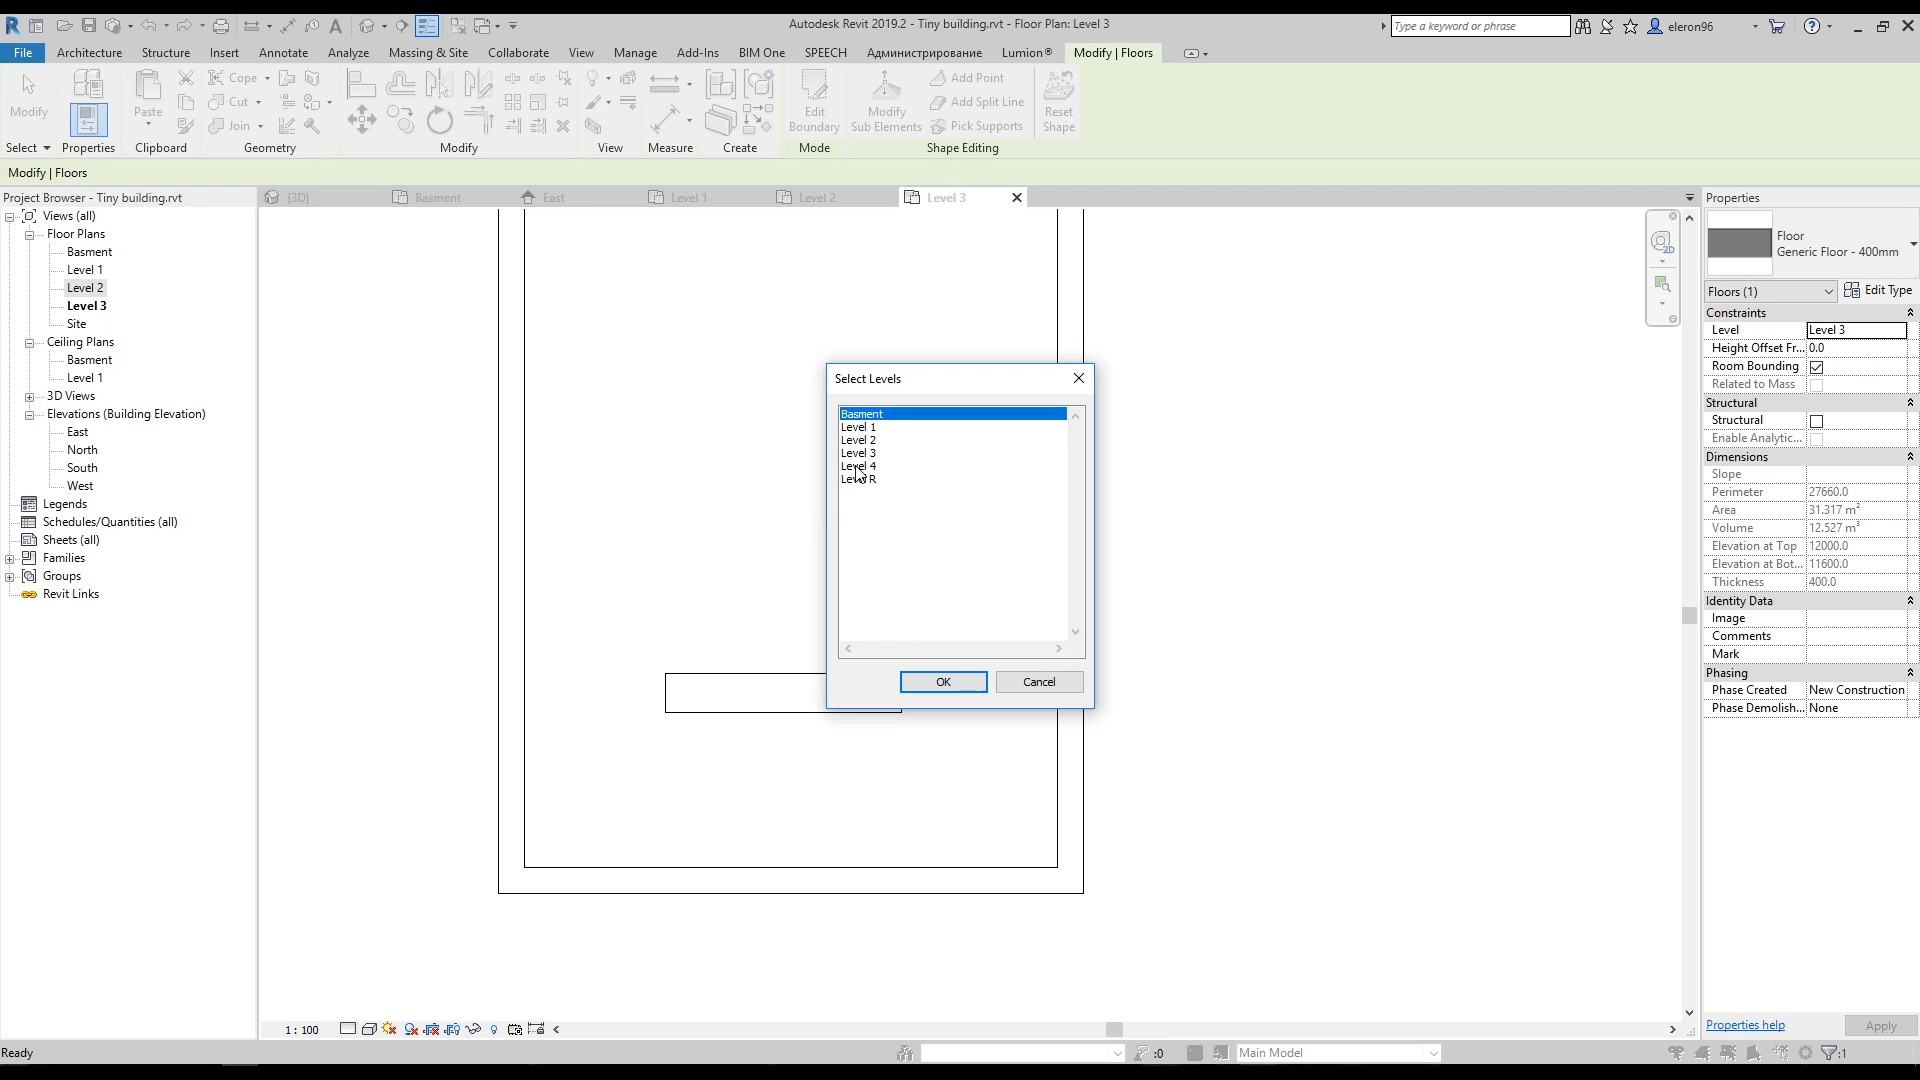 Autodesk Revit 2019.2 - Tiny building.rvt - Floor Plan: Level 3
Type a keyword or phrase
eleron96
File Architecture Structure Insert Annotate Analyze Massing & Site Collaborate View Manage Add-Ins BIM One SPEECH Администрирование Lumion® Modify | Floors
Modify
Paste
Cope
Cut
Join
Edit Boundary
Modify Sub Elements
Add Point
Add Split Line
Pick Supports
Reset Shape
Select Properties Clipboard Geometry Modify View Measure Create Mode Shape Editing
Modify | Floors
Project Browser - Tiny building.rvt
Views (all)
Floor Plans
Basment
Level 1
Level 2
Level 3
Site
Ceiling Plans
Basment
Level 1
3D Views
Elevations (Building Elevation)
East
North
South
West
Legends
Schedules/Quantities (all)
Sheets (all)
Families
Groups
Revit Links
{3D} Basment East Level 1 Level 2 Level 3
2D
Select Levels
Basment
Level 1
Level 2
Level 3
Level 4
Level R
OK Cancel
Properties
Floor
Generic Floor - 400mm
Floors (1) Edit Type
Constraints
Level Level 3
Height Offset Fr... 0.0
Room Bounding
Related to Mass
Structural
Structural
Enable Analytic...
Dimensions
Slope
Perimeter 27660.0
Area 31.317 m²
Volume 12.527 m³
Elevation at Top 12000.0
Elevation at Bot... 11600.0
Thickness 400.0
Identity Data
Image
Comments
Mark
Phasing
Phase Created New Construction
Phase Demolish... None
Properties help Apply
1 : 100
Ready
:0
Main Model
:1